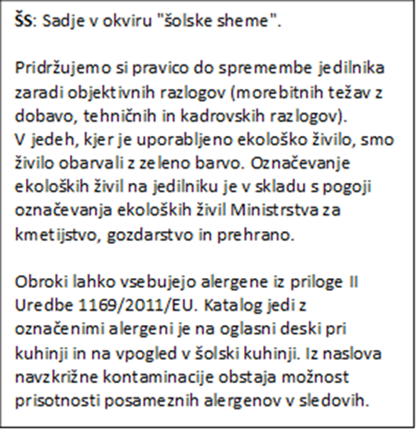 ŠS: Sadje v okviru "šolske sheme".
Pridržujemo si pravico do spremembe jedilnika
zaradi objektivnih razlogov (morebitnih težav z
dobavo, tehničnih in kadrovskih razlogov).
V jedeh, kjer je uporabljeno ekološko živilo, smo
živilo obarvali z zeleno barvo. Označevanje
ekoloških živil na jedilniku je v skladu s pogoji
označevanja ekoloških živil Ministrstva za
kmetijstvo, gozdarstvo in prehrano.
Obroki lahko vsebujejo alergene iz priloge II
Uredbe 1169/2011/EU. Katalog jedi z
označenimi alergeni je na oglasni deski pri
kuhinji in na vpogled v šolski kuhinji. Iz naslova
navzkrižne kontaminacije obstaja možnost
prisotnosti posameznih alergenov v sledovih.